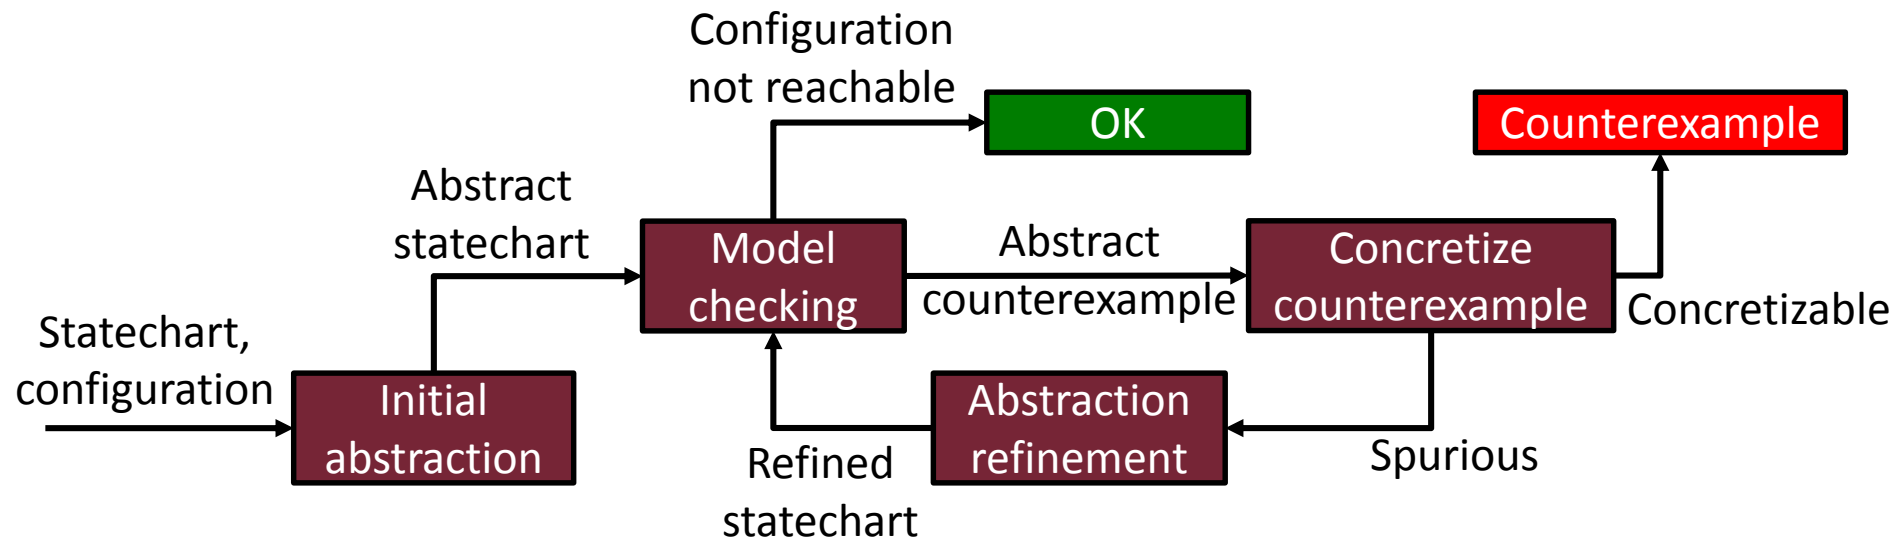 Configuration
not reachable
OK
Counterexample
Abstract
statechart
Model
checking
Abstract
counterexample
Concretize
counterexample
Concretizable
Statechart,
configuration
Initial
abstraction
Abstraction
refinement
Refined
statechart
Spurious